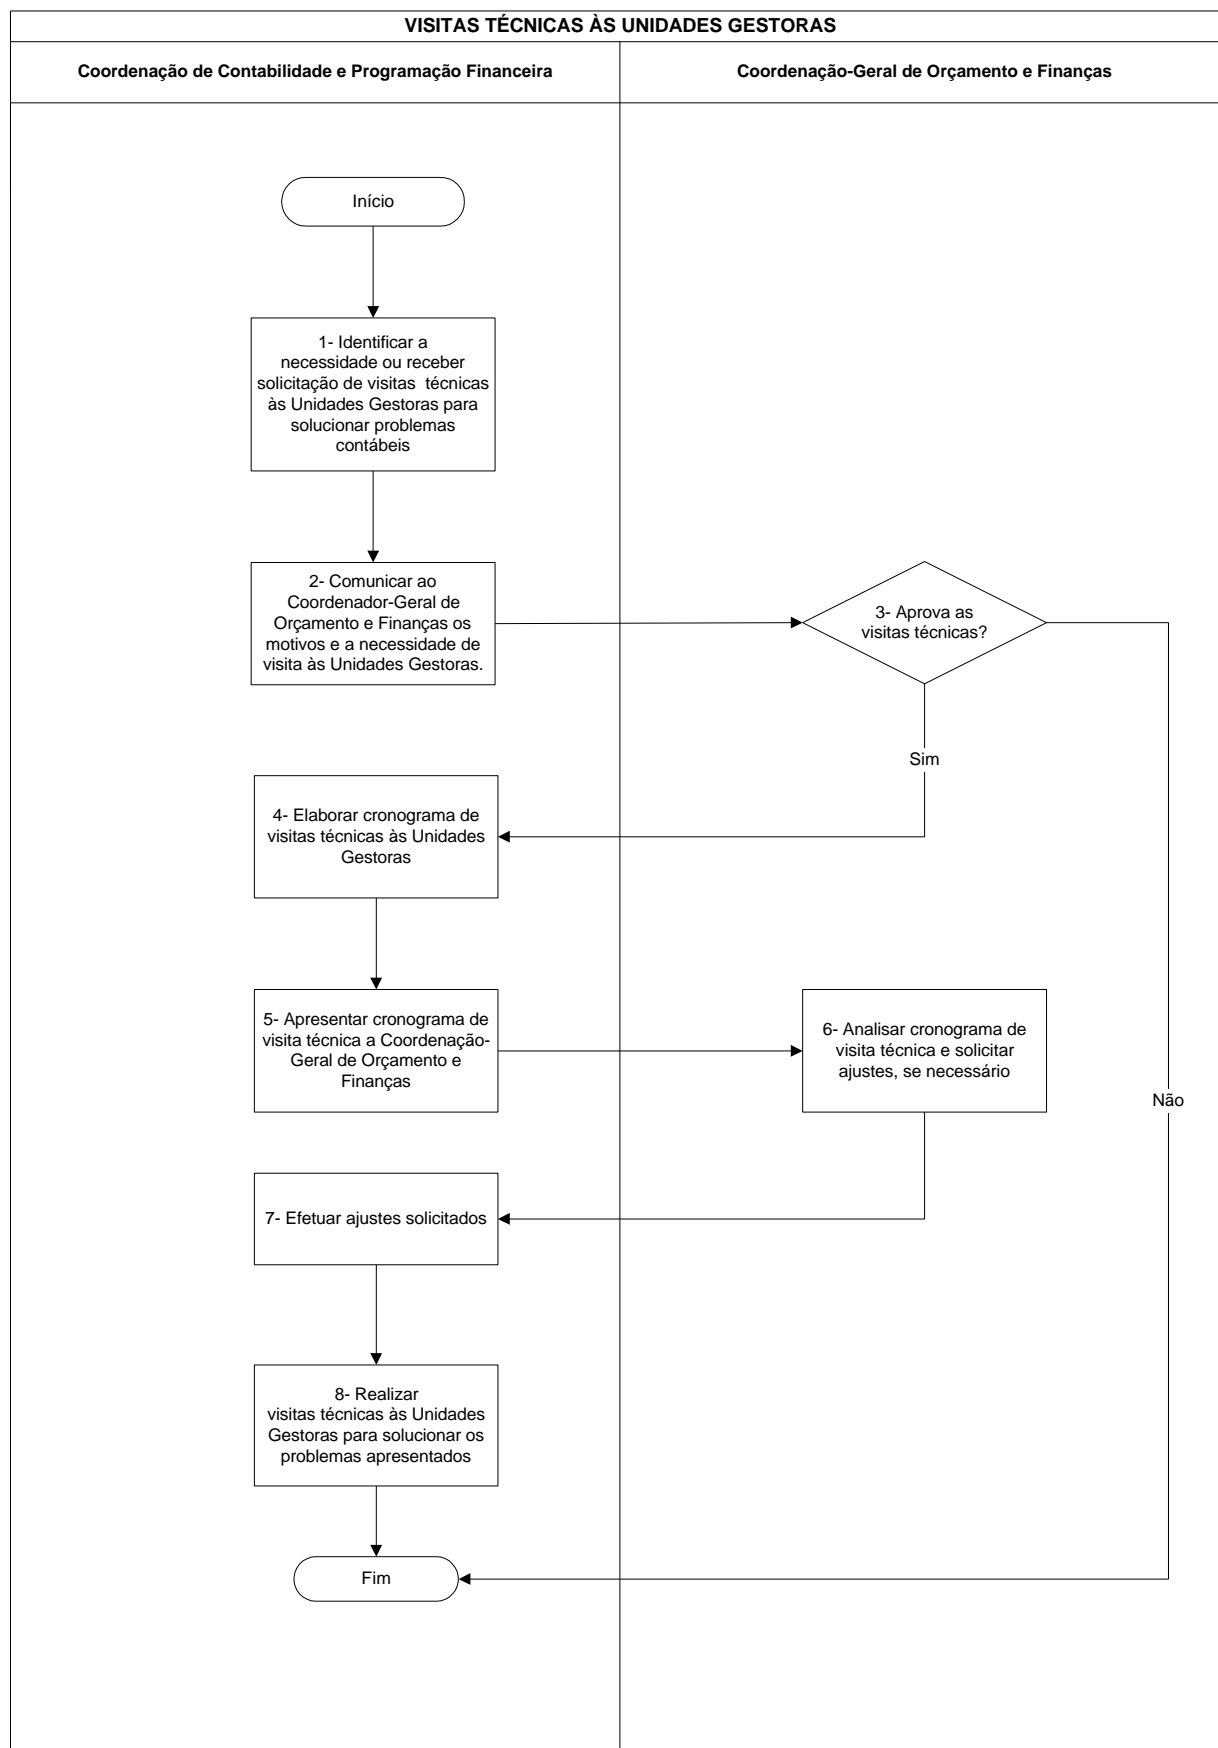 VISITAS TÉCNICAS ÀS UNIDADES GESTORAS
Coordenação de Contabilidade e Programação Financeira
Coordenação-Geral de Orçamento e Finanças
Início
1- Identificar a
necessidade ou receber
solicitação de visitas  técnicas
às Unidades Gestoras para
solucionar problemas
contábeis
2- Comunicar ao
Coordenador-Geral de
Orçamento e Finanças os
motivos e a necessidade de
visita às Unidades Gestoras.
3- Aprova as
visitas técnicas?
Sim
4- Elaborar cronograma de
visitas técnicas às Unidades
Gestoras
5- Apresentar cronograma de
visita técnica a Coordenação-
Geral de Orçamento e
Finanças
6- Analisar cronograma de
visita técnica e solicitar
ajustes, se necessário
Não
7- Efetuar ajustes solicitados
8- Realizar
visitas técnicas às Unidades
Gestoras para solucionar os
problemas apresentados
Fim